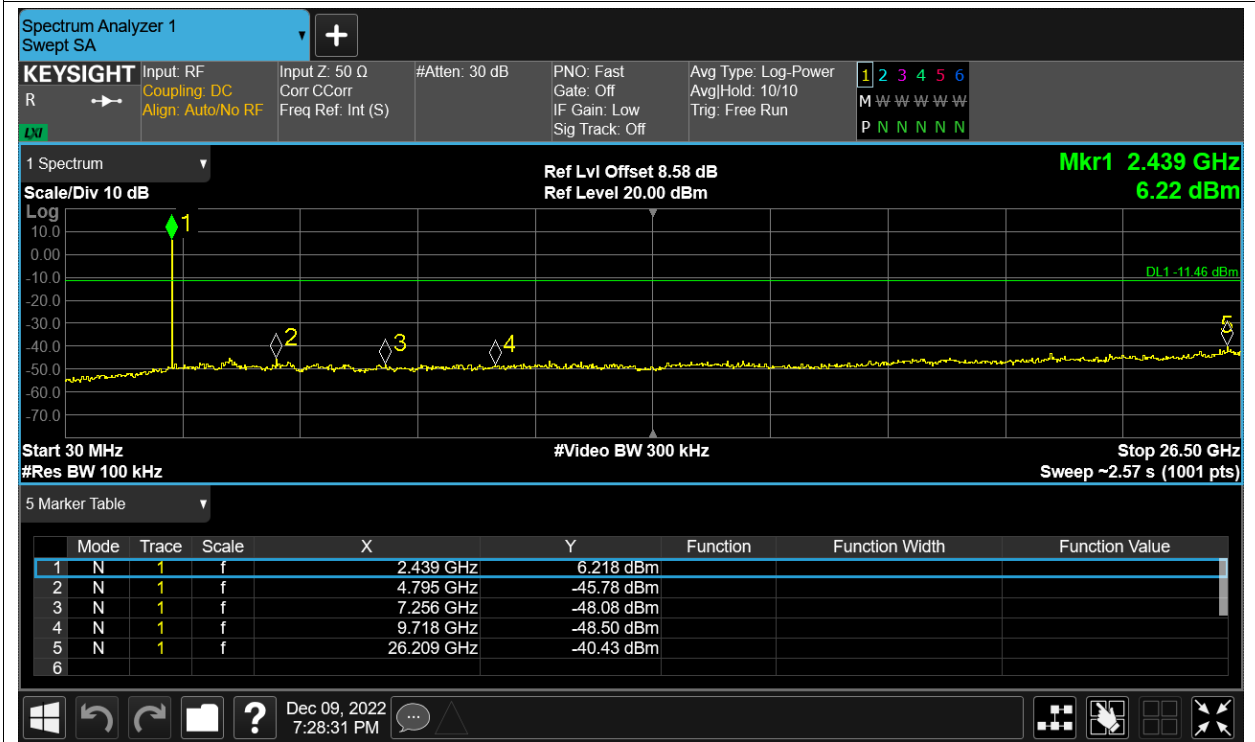 Spectrum Analyzer 1
Swept SA
+
KEYSIGHT
R
LXI
Input: RF
Coupling: DC
Align: Auto/No RF
Input Z: 50 Ω
Corr CCorr
Freq Ref: Int (S)
#Atten: 30 dB
PNO: Fast
Gate: Off
IF Gain: Low
Sig Track: Off
Avg Type: Log-Power
Avg|Hold: 10/10
Trig: Free Run
1 2 3 4 5 6
M W W W W W
P N N N N N
1 Spectrum
Scale/Div 10 dB
Ref Lvl Offset 8.58 dB
Ref Level 20.00 dBm
Mkr1 2.439 GHz
6.22 dBm
Log
10.0
0.00
-10.0
-20.0
-30.0
-40.0
-50.0
-60.0
-70.0
1
2
3
4
5
DL1 -11.46 dBm
Start 30 MHz
#Res BW 100 kHz
#Video BW 300 kHz
Stop 26.50 GHz
Sweep ~2.57 s (1001 pts)
5 Marker Table
Mode Trace Scale X Y Function Function Width Function Value
1 N 1 f 2.439 GHz 6.218 dBm
2 N 1 f 4.795 GHz -45.78 dBm
3 N 1 f 7.256 GHz -48.08 dBm
4 N 1 f 9.718 GHz -48.50 dBm
5 N 1 f 26.209 GHz -40.43 dBm
6
?
Dec 09, 2022
7:28:31 PM